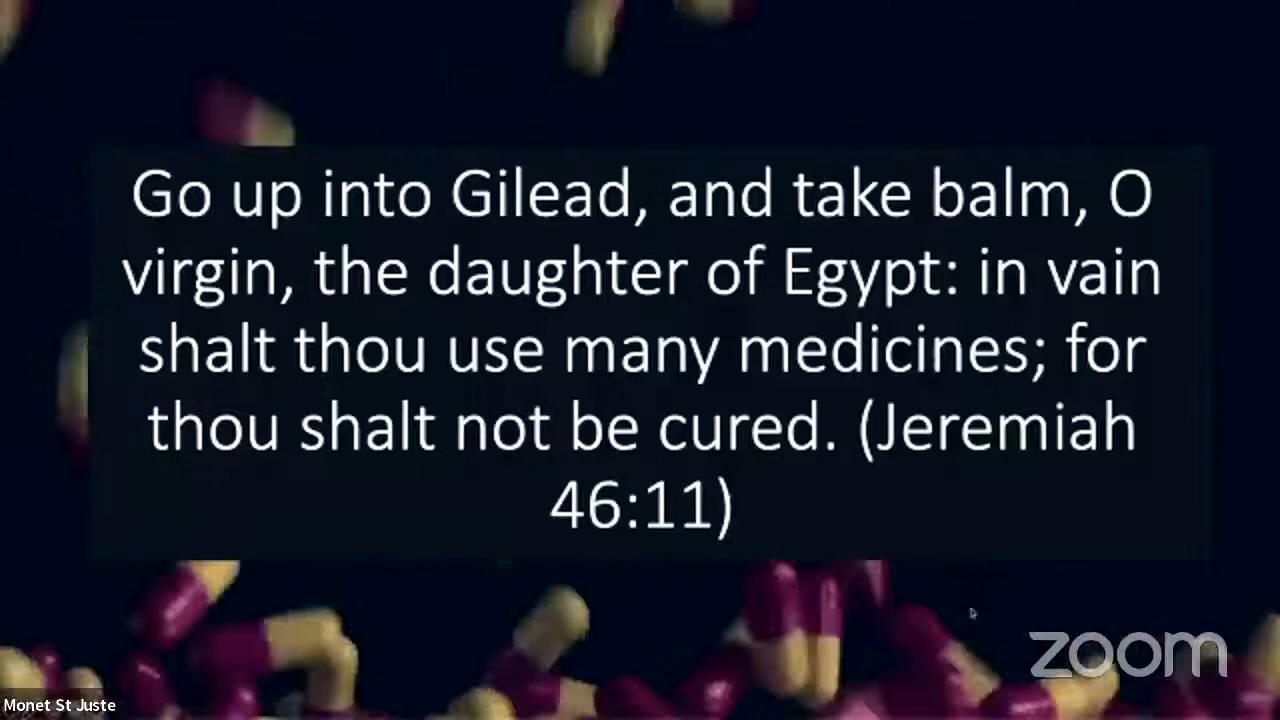 Go up into Gilead, and take balm, O
virgin, the daughter of Egypt: in vain
shalt thou use many medicines; for
thou shalt not be cured. (Jeremiah
46:11)
zoom
Monet St Juste